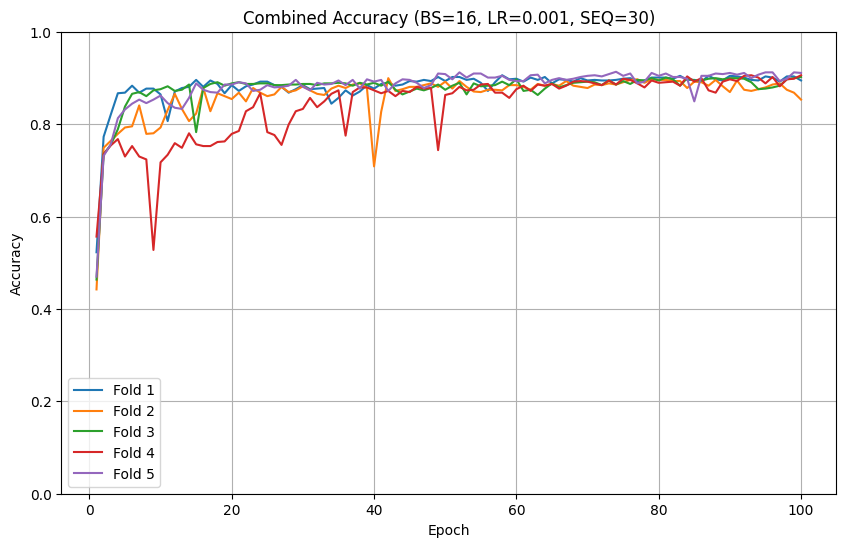 Combined Accuracy (BS=16, LR=0.001, SEQ=30)
Accuracy
1.0
0.8
0.6
0.4
0.2
0.0
Fold 1
Fold 2
Fold 3
Fold 4
Fold 5
0 20 40 60 80 100
Epoch